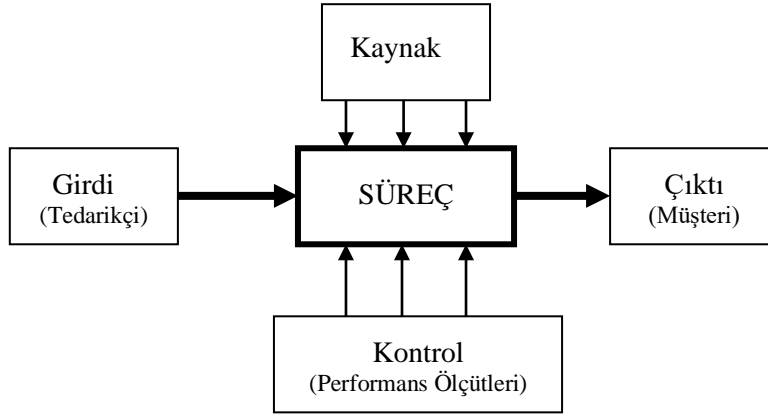 Kaynak
Girdi
(Tedarikçi)
SÜREÇ
Çıktı
(Müşteri)
Kontrol
(Performans Ölçütleri)